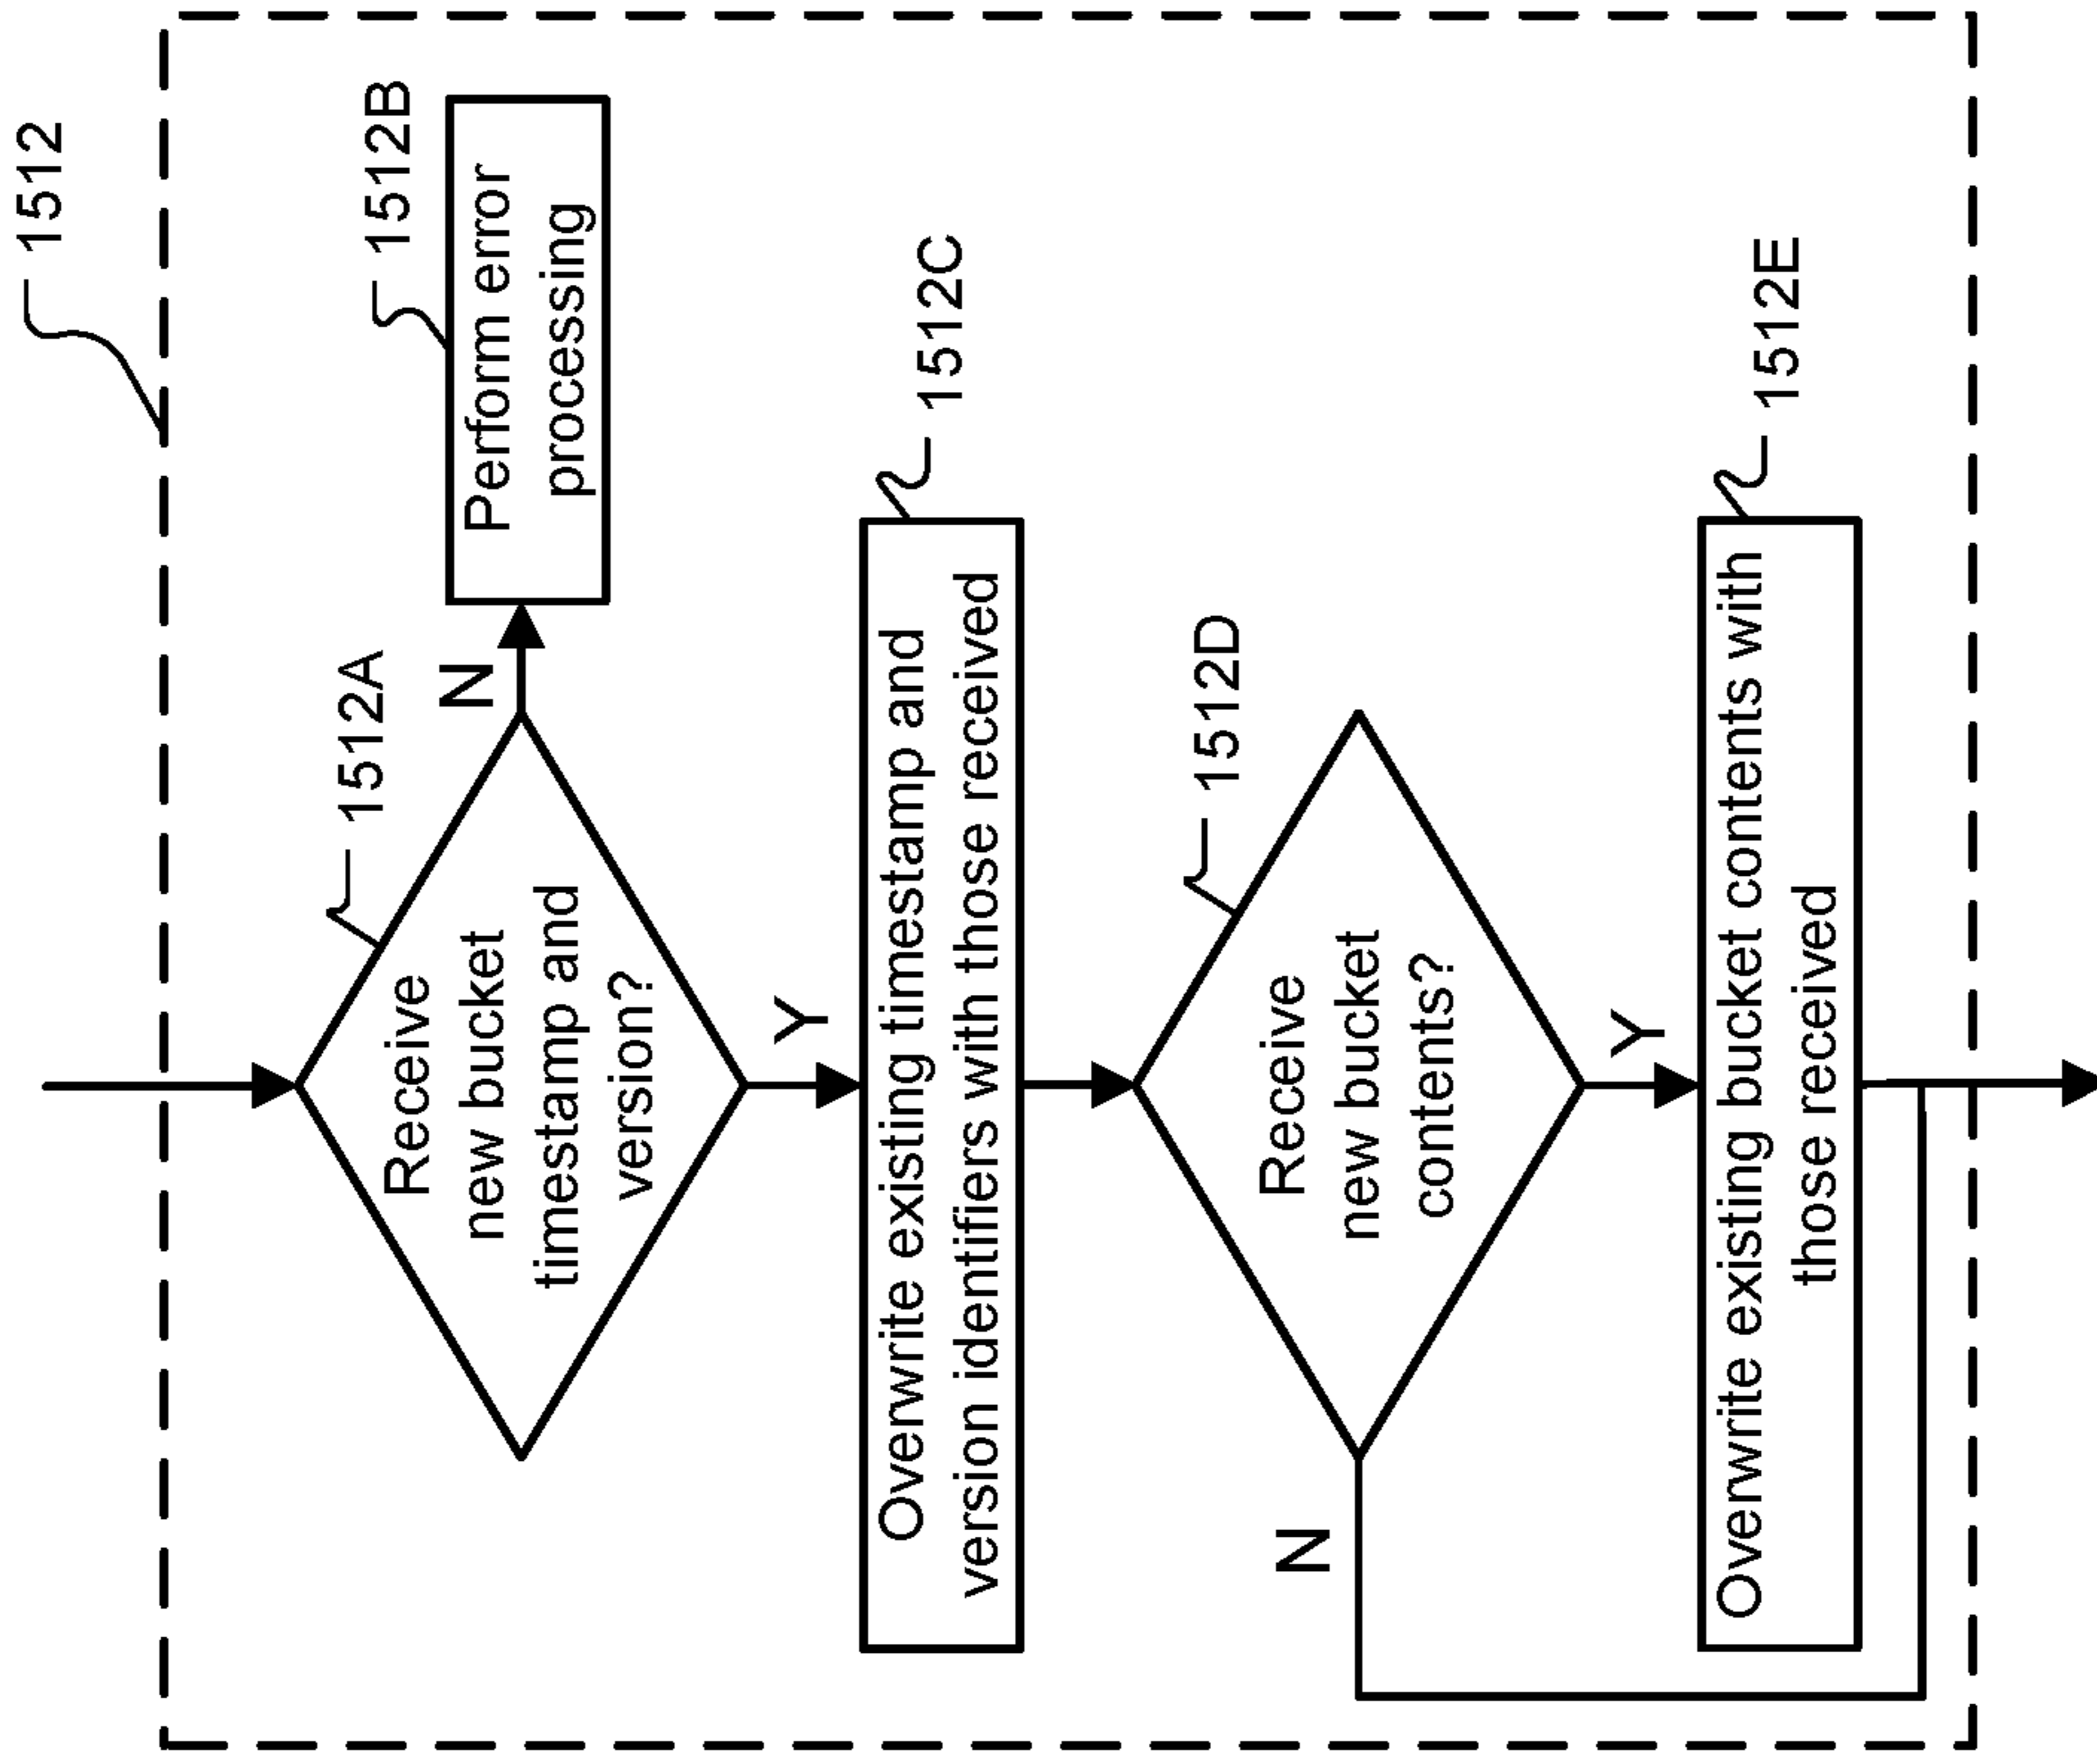 1512
1512A
Receive
new bucket
timestamp and
version?
N
1512B
Perform error
processing
Y
1512C
Overwrite existing timestamp and
version identifiers with those received
1512D
Receive
new bucket
contents?
N
Y
1512E
Overwrite existing bucket contents with
those received